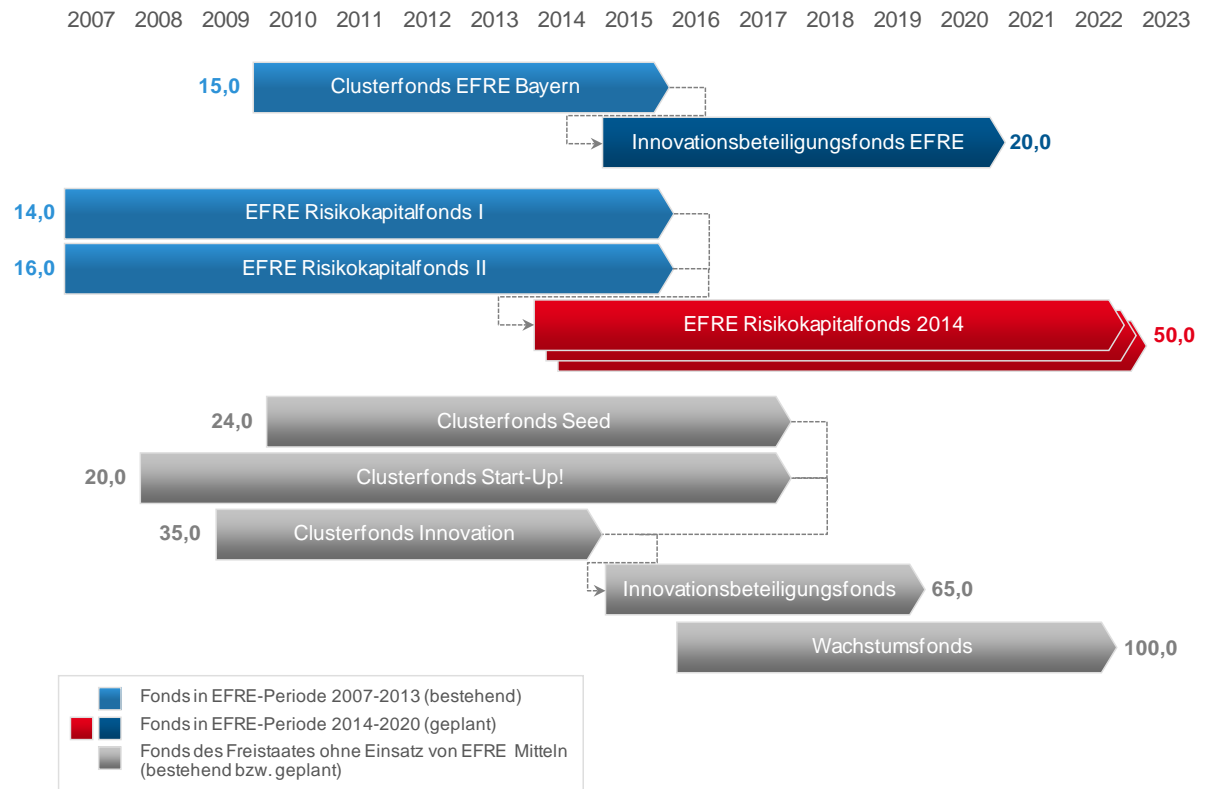 2007 2008 2009 2010 2011 2012 2013 2014 2015 2016 2017 2018 2019 2020 2021 2022 2023
15,0 Clusterfonds EFRE Bayern
Innovationsbeteiligungsfonds EFRE 20,0
14,0 EFRE Risikokapitalfonds I
16,0 EFRE Risikokapitalfonds II
EFRE Risikokapitalfonds 2014 50,0
24,0 Clusterfonds Seed
20,0 Clusterfonds Start-Up!
35,0 Clusterfonds Innovation
Innovationsbeteiligungsfonds 65,0
Wachstumsfonds 100,0
Fonds in EFRE-Periode 2007-2013 (bestehend)
Fonds in EFRE-Periode 2014-2020 (geplant)
Fonds des Freistaates ohne Einsatz von EFRE Mitteln
(bestehend bzw. geplant)